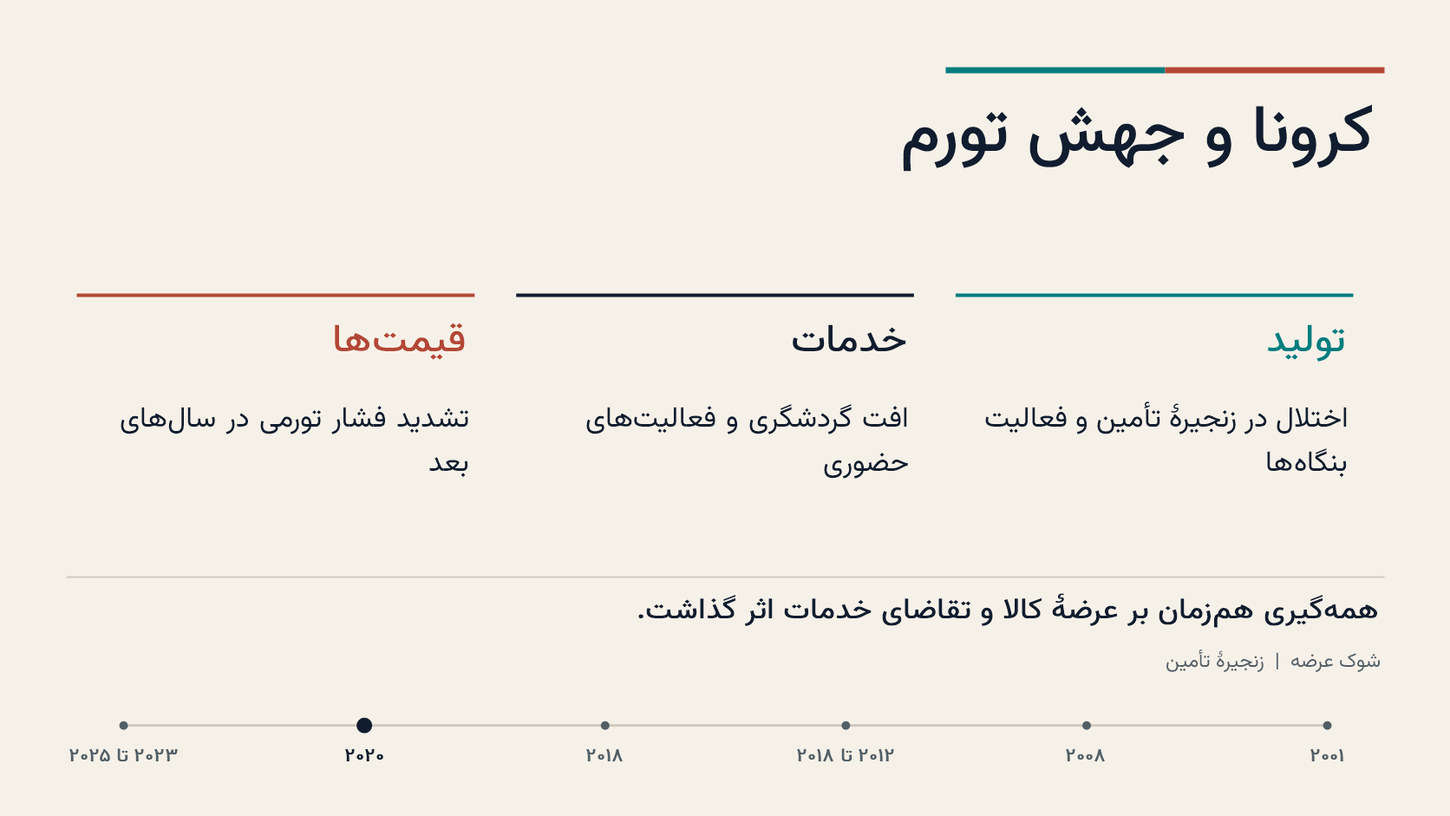 کرونا و جهش تورم
تولید
اختلال در زنجیرهٔ تأمین و فعالیت
بنگاه‌ها
خدمات
افت گردشگری و فعالیت‌های
حضوری
قیمت‌ها
تشدید فشار تورمی در سال‌های
بعد
همه‌گیری هم‌زمان بر عرضهٔ کالا و تقاضای خدمات اثر گذاشت.
شوک عرضه | زنجیرهٔ تأمین
۲۰۰۱
۲۰۰۸
۲۰۱۲ تا ۲۰۱۸
۲۰۱۸
۲۰۲۰
۲۰۲۳ تا ۲۰۲۵